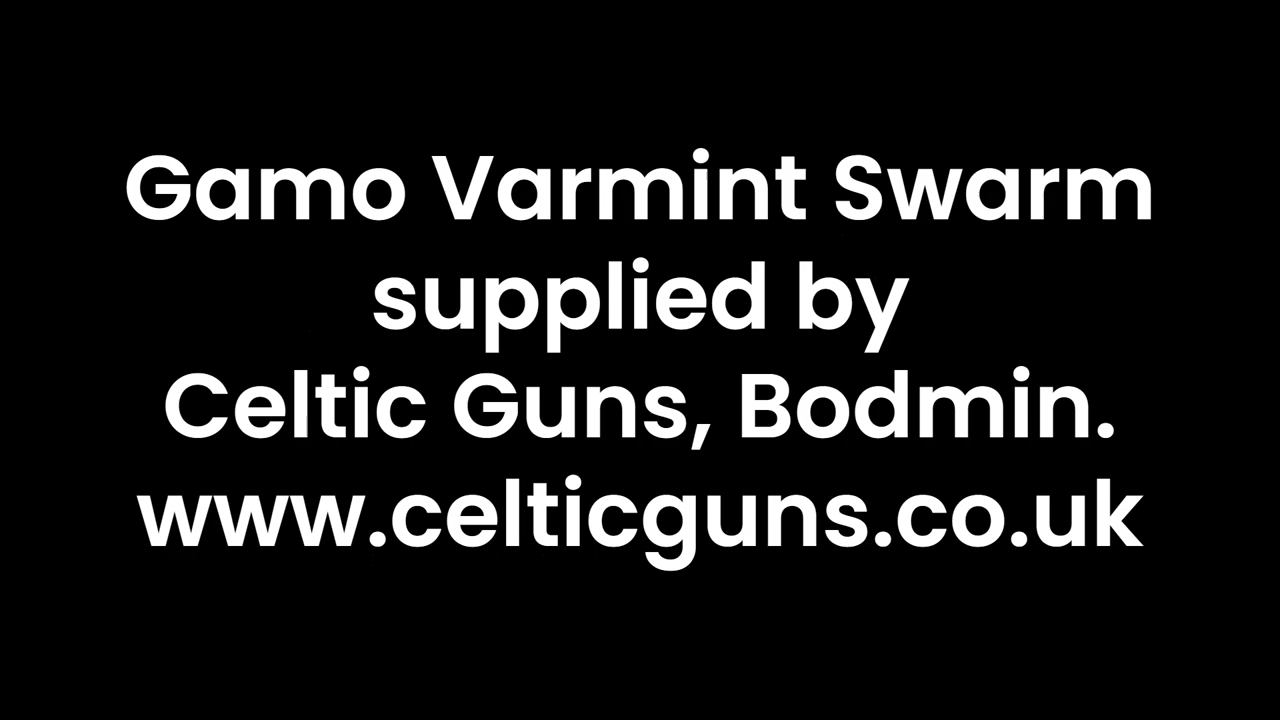 Gamo Varmint Swarm
supplied by
Celtic Guns, Bodmin.
www.celticguns.co.uk